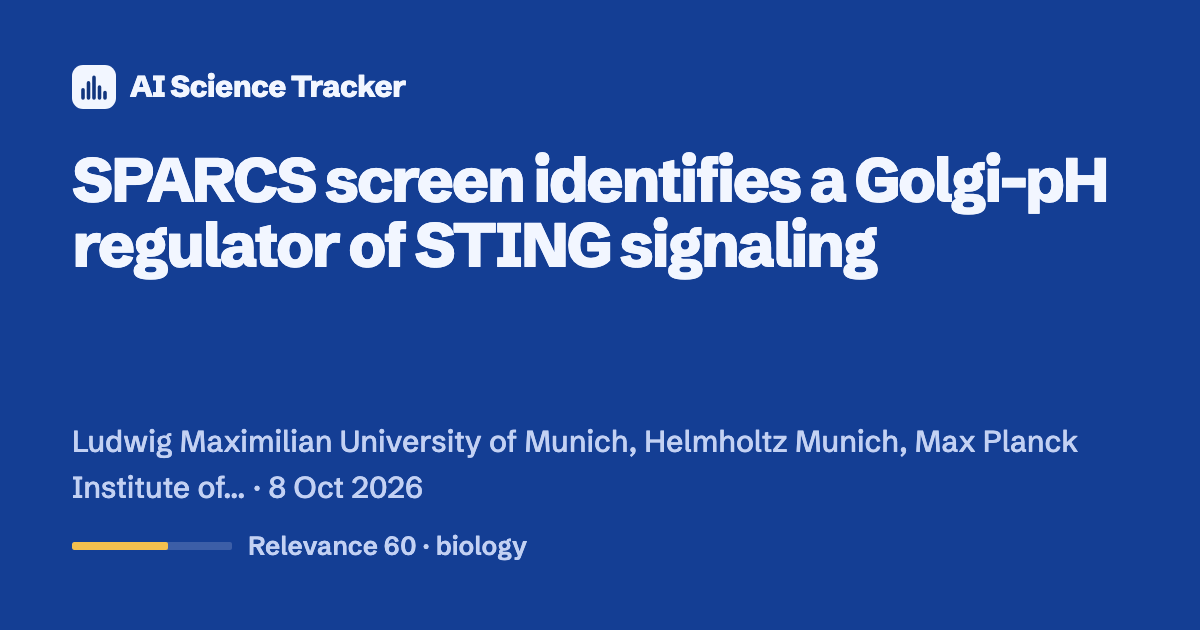 AI Science Tracker
SPARCS screen identifies a Golgi-pH
regulator of STING signaling
Ludwig Maximilian University of Munich, Helmholtz Munich, Max Planck
Institute of... · 8 Oct 2026
Relevance 60 · biology